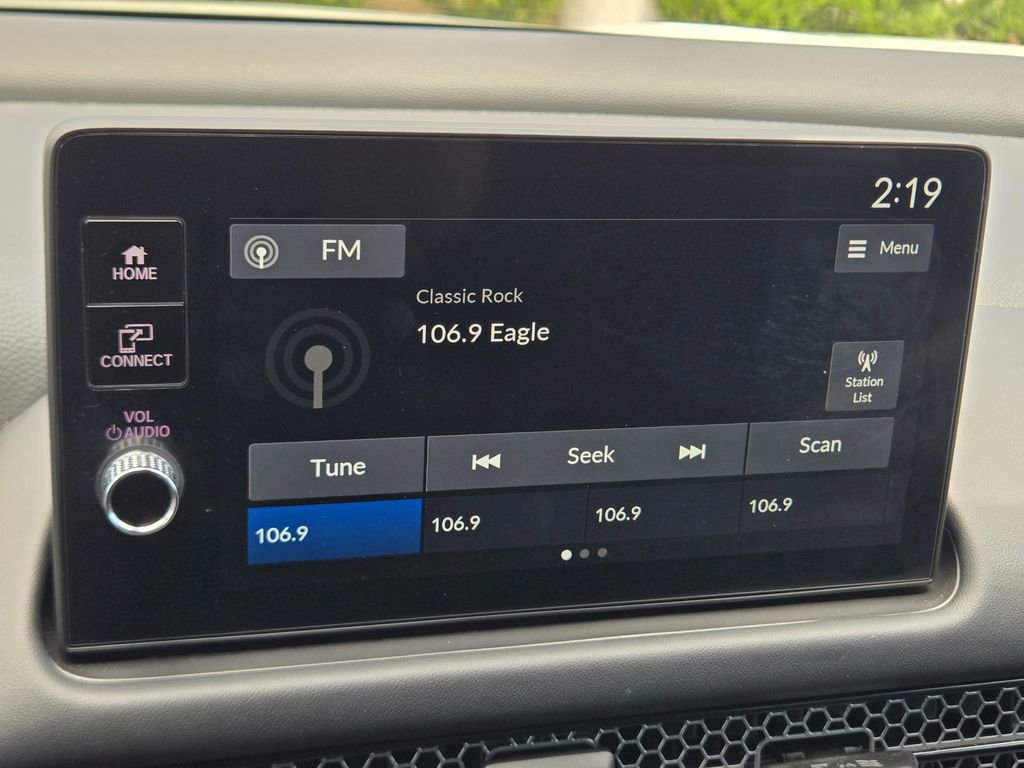 2:19
HOME
FM
Menu
Classic Rock
106.9 Eagle
CONNECT
Station
List
VOL
AUDIO
Tune
Seek
Scan
106.9
106.9
106.9
106.9